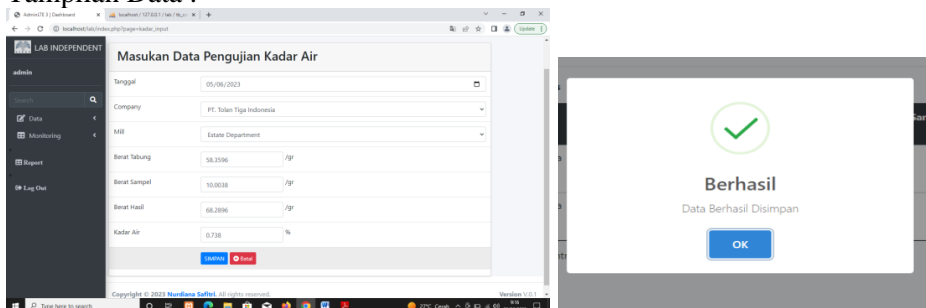 Tampilan Data :
AdminLTE 3 | Dashboard
localhost / 127.0.0.1 / lab / tb_
localhost/lab/index.php?page=kadar_input
Update
LAB INDEPENDENT
admin
Search
Data
Monitoring
Report
Log Out
Masukan Data Pengujian Kadar Air
Tanggal 05/06/2023
Company PT. Tolan Tiga Indonesia
Mill Estate Department
Berat Tabung 58.3596 /gr
Berat Sampel 10.0038 /gr
Berat Hasil 68.2896 /gr
Kadar Air 0.738 %
SIMPAN Batal
Copyright © 2023 Nurdiana Safitri. All rights reserved.
Version V.0.1
Type here to search
27°C Cerah
Berhasil
Data Berhasil Disimpan
OK